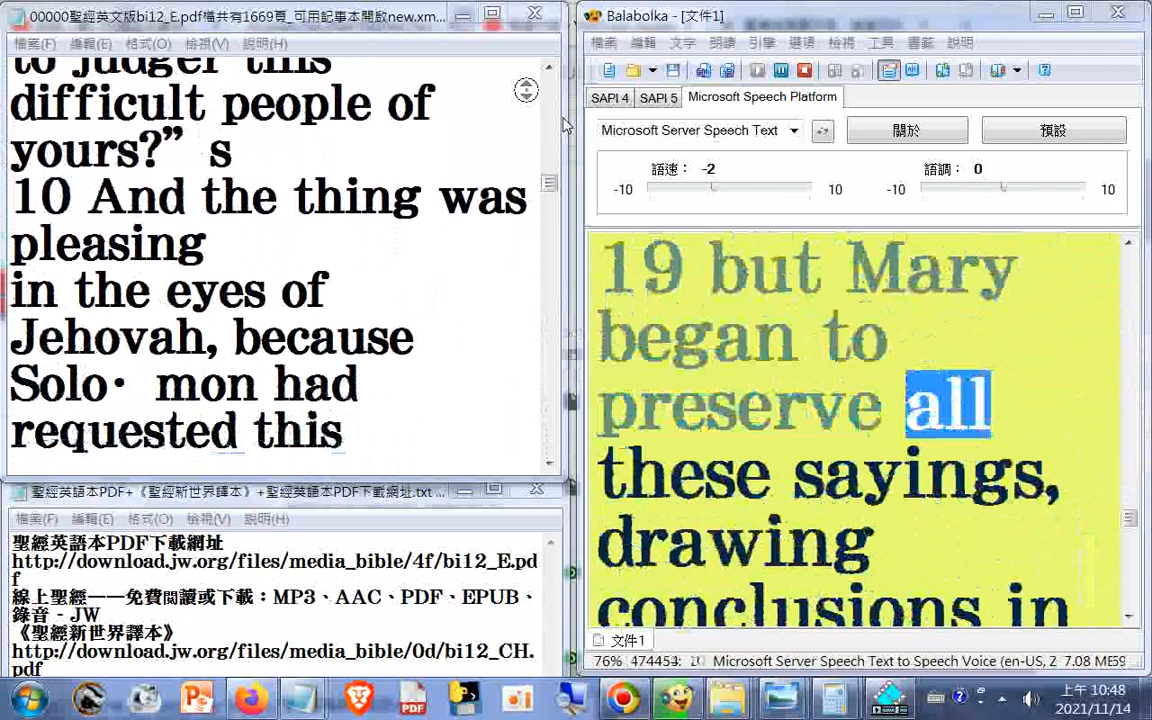 00000聖經英文版bi12_E.pdf檔共有1669頁_可用記事本開啟new.xm...
檔案(F) 編輯(E) 格式(O) 檢視(V) 說明(H)
to judger this
difficult people of
yours?” s
10 And the thing was
pleasing
in the eyes of
Jehovah, because
Solo· mon had
requested this
聖經英語本PDF+《聖經新世界譯本》+聖經英語本PDF下載網址.txt ...
檔案(F) 編輯(E) 格式(O) 檢視(V) 說明(H)
聖經英語本PDF下載網址
http://download.jw.org/files/media_bible/4f/bi12_E.pd
f
線上聖經——免費閱讀或下載：MP3、AAC、PDF、EPUB、
錄音 - JW
《聖經新世界譯本》
http://download.jw.org/files/media_bible/0d/bi12_CH.
pdf
Balabolka - [文件1]
檔案 編輯 文字 朗讀 引擎 選項 檢視 工具 書籤 說明
SAPI 4 SAPI 5 Microsoft Speech Platform
Microsoft Server Speech Text 關於 預設
語速： -2 語調： 0
-10 10 -10 10
19 but Mary
began to
preserve all
these sayings,
drawing
conclusions in
文件1
76% Microsoft Server Speech Text to Speech Voice (en-US, Z 7.08 ME
上午 10:48
2021/11/14